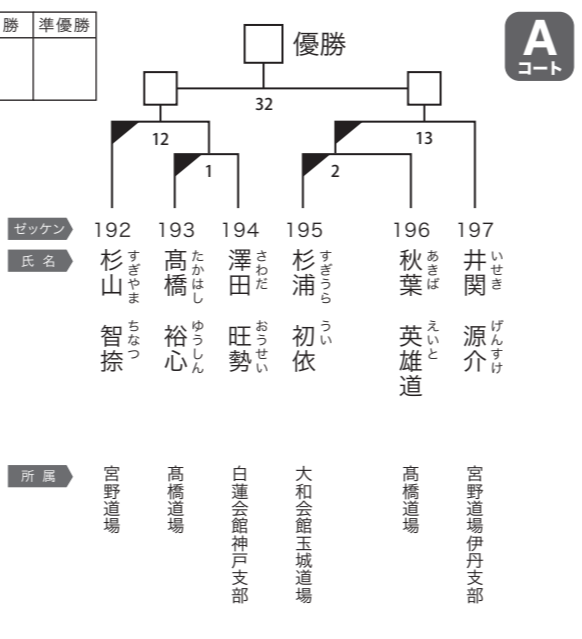 勝 準優勝
優勝
A
コート
32
12
13
1
2
ゼッケン
192 193 194 195 196 197
氏名
杉山 智捺
すぎやま ちなつ
髙橋 裕心
たかはし ゆうしん
澤田 旺勢
さわだ おうせい
杉浦 初依
すぎうら うい
秋葉 英雄道
あきば えいと
井関 源介
いせき げんすけ
所属
宮野道場
髙橋道場
白蓮会館神戸支部
大和会館玉城道場
髙橋道場
宮野道場伊丹支部